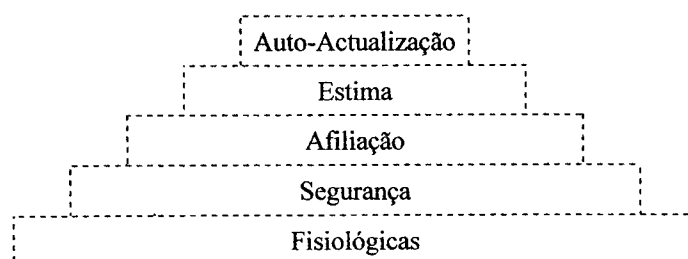 Auto-Actualização
Estima
Afiliação
Segurança
Fisiológicas